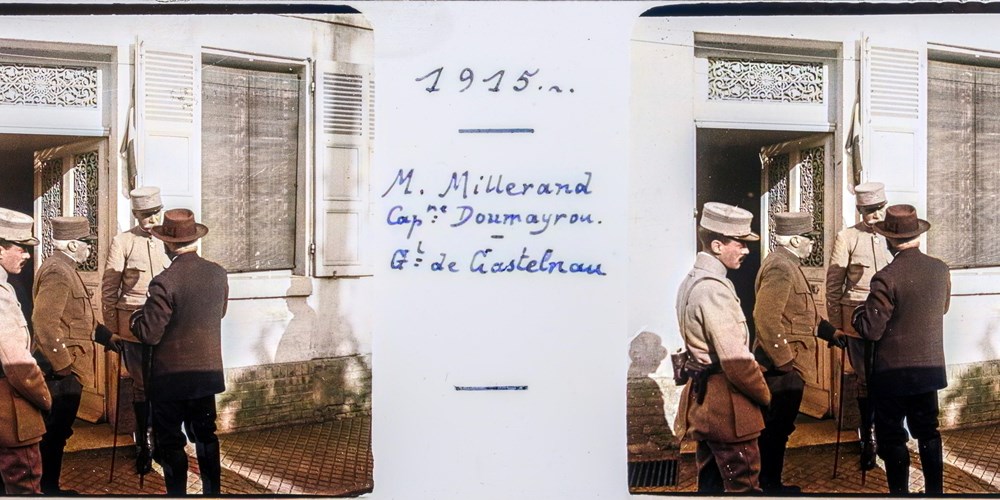 1915.~.
M. Millerand
Capne: Doumayrou.
Gl: de Castelnau